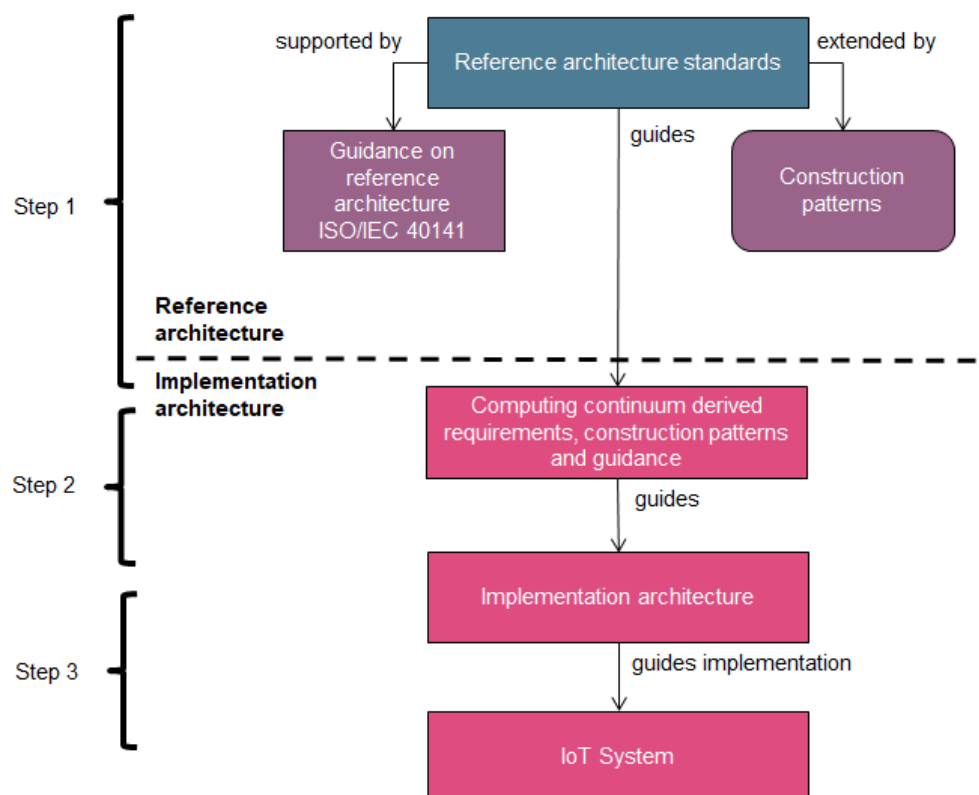 supported by
Reference architecture standards
extended by
guides
Guidance on
reference
architecture
ISO/IEC 40141
Construction
patterns
Step 1
Reference
architecture
Implementation
architecture
Computing continuum derived
requirements, construction patterns
and guidance
Step 2
guides
Implementation architecture
Step 3
guides implementation
IoT System